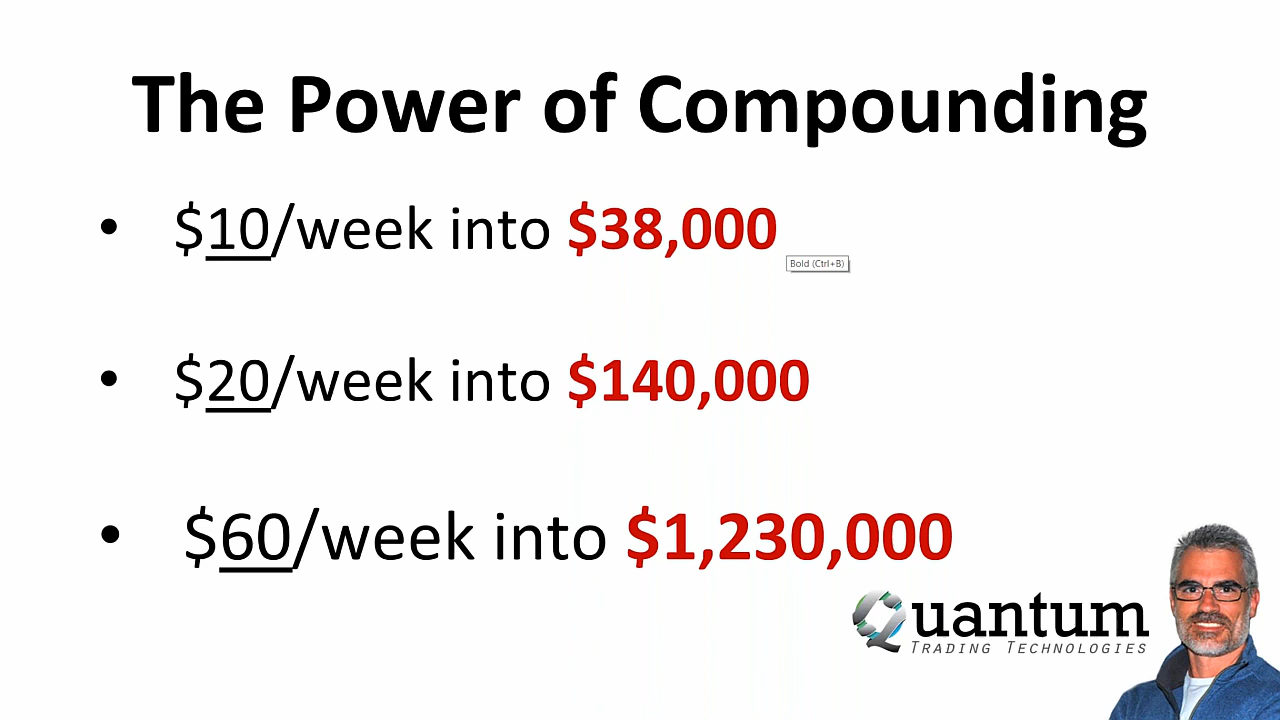 The Power of Compounding
• $10/week into $38,000
Bold (Ctrl+B)
• $20/week into $140,000
• $60/week into $1,230,000
Quantum
TRADING TECHNOLOGIES